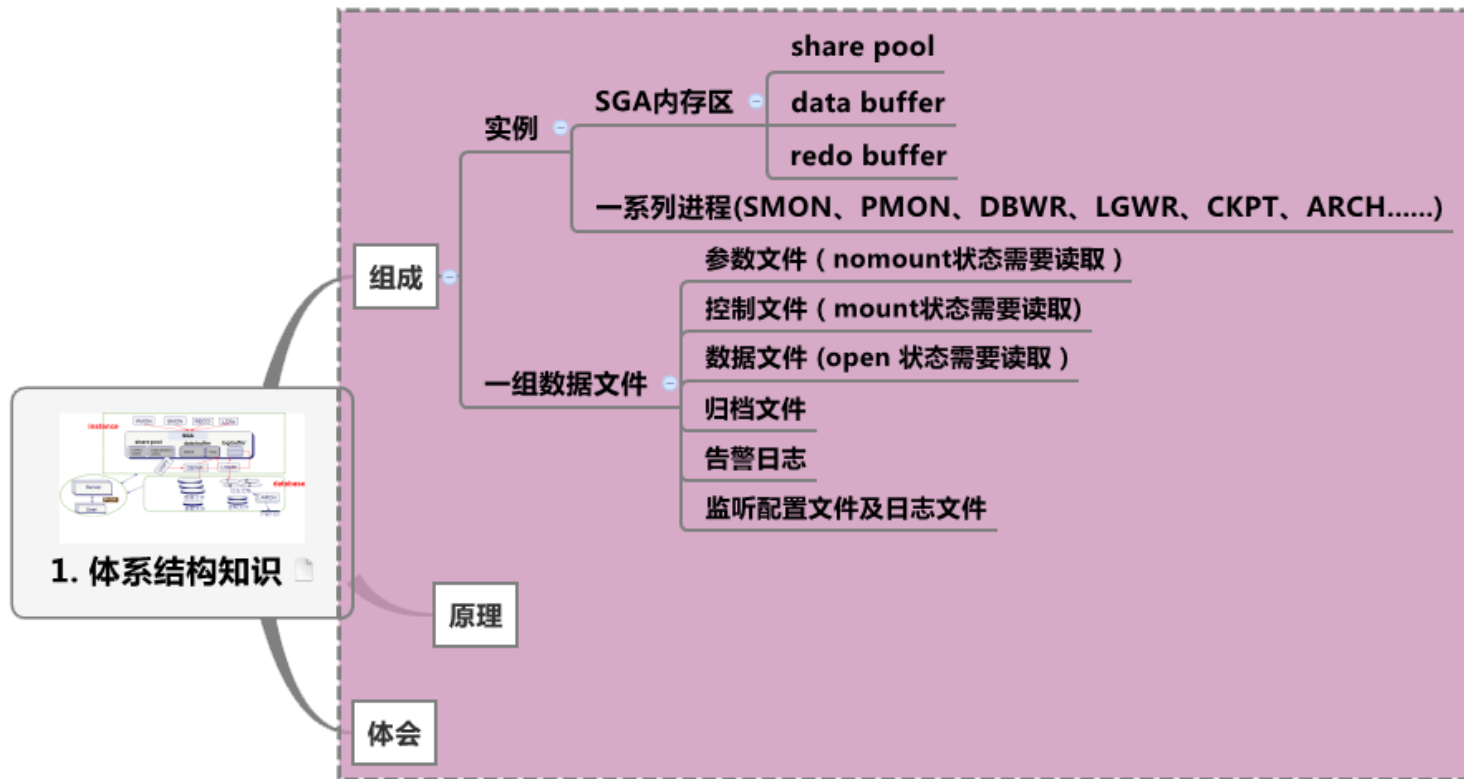 share pool
SGA内存区
data buffer
实例
redo buffer
一系列进程(SMON、PMON、DBWR、LGWR、CKPT、ARCH……)
组成
参数文件（nomount状态需要读取）
控制文件（mount状态需要读取)
数据文件 (open 状态需要读取）
一组数据文件
归档文件
告警日志
监听配置文件及日志文件
instance
share pool
SGA
database
1. 体系结构知识
原理
体会